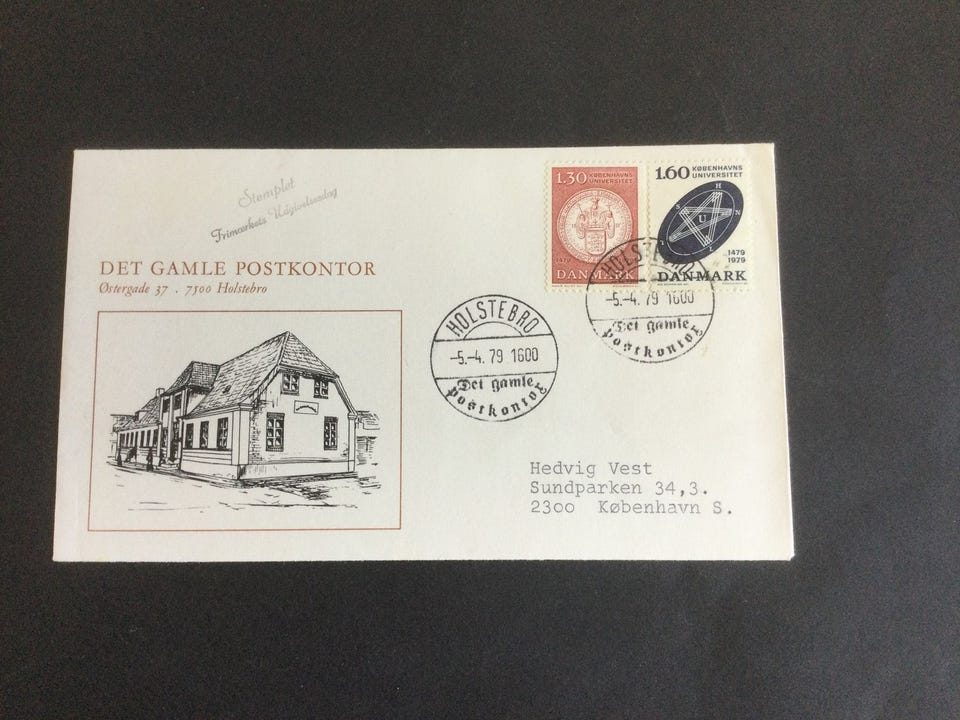 Stemplet
Frimærkets Udgivelsesdag
DET GAMLE POSTKONTOR
Østergade 37 . 7500 Holstebro
1.30 KØBENHAVNS
UNIVERSITET
1479
DANMARK
1.60 KØBENHAVNS
UNIVERSITET
H
S U N
1479
1979
DANMARK
HOLSTEBRO
-5.-4. 79 1600
Det gamle
postkontor
HOLSTEBRO
-5.-4. 79 1600
Det gamle
postkontor
Hedvig Vest
Sundparken 34,3.
2300 København S.